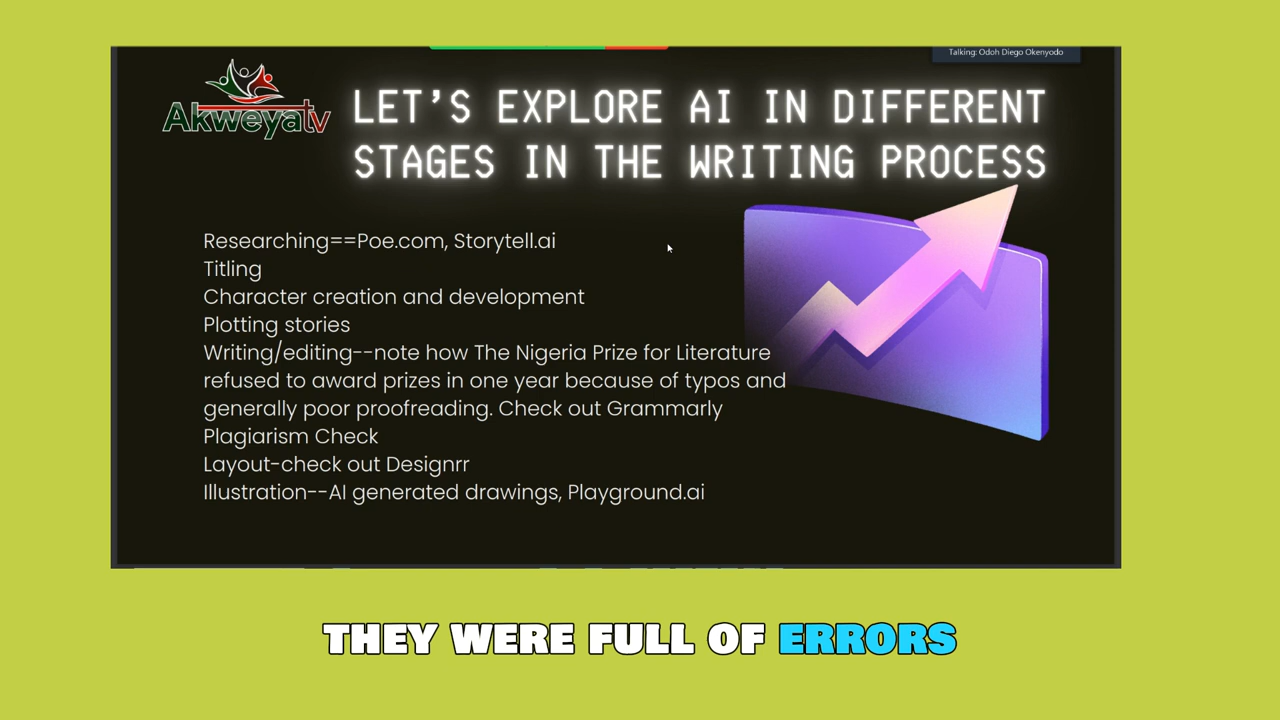 Talking: Odoh Diego Okenyodo
Akweyatv
LET'S EXPLORE AI IN DIFFERENT
STAGES IN THE WRITING PROCESS
Researching==Poe.com, Storytell.ai
Titling
Character creation and development
Plotting stories
Writing/editing--note how The Nigeria Prize for Literature
refused to award prizes in one year because of typos and
generally poor proofreading. Check out Grammarly
Plagiarism Check
Layout-check out Designrr
Illustration--AI generated drawings, Playground.ai
THEY WERE FULL OF ERRORS